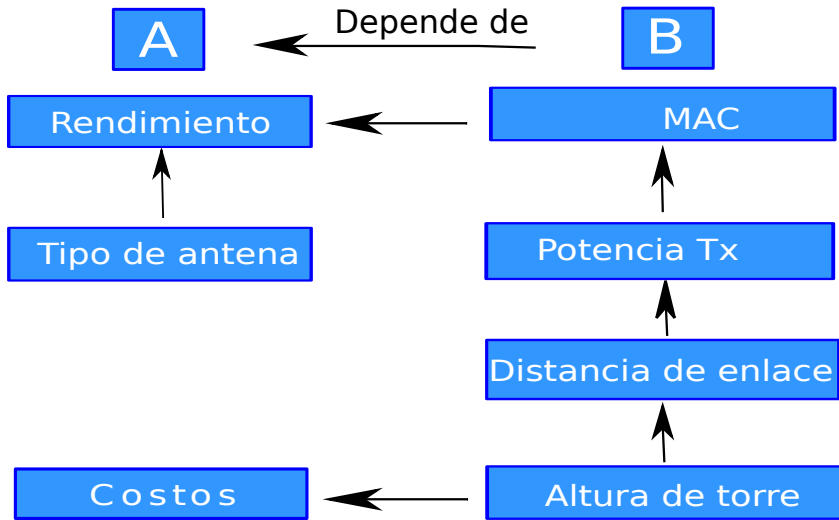 A
Depende de
B
Rendimiento
MAC
Tipo de antena
Potencia Tx
Distancia de enlace
Costos
Altura de torre